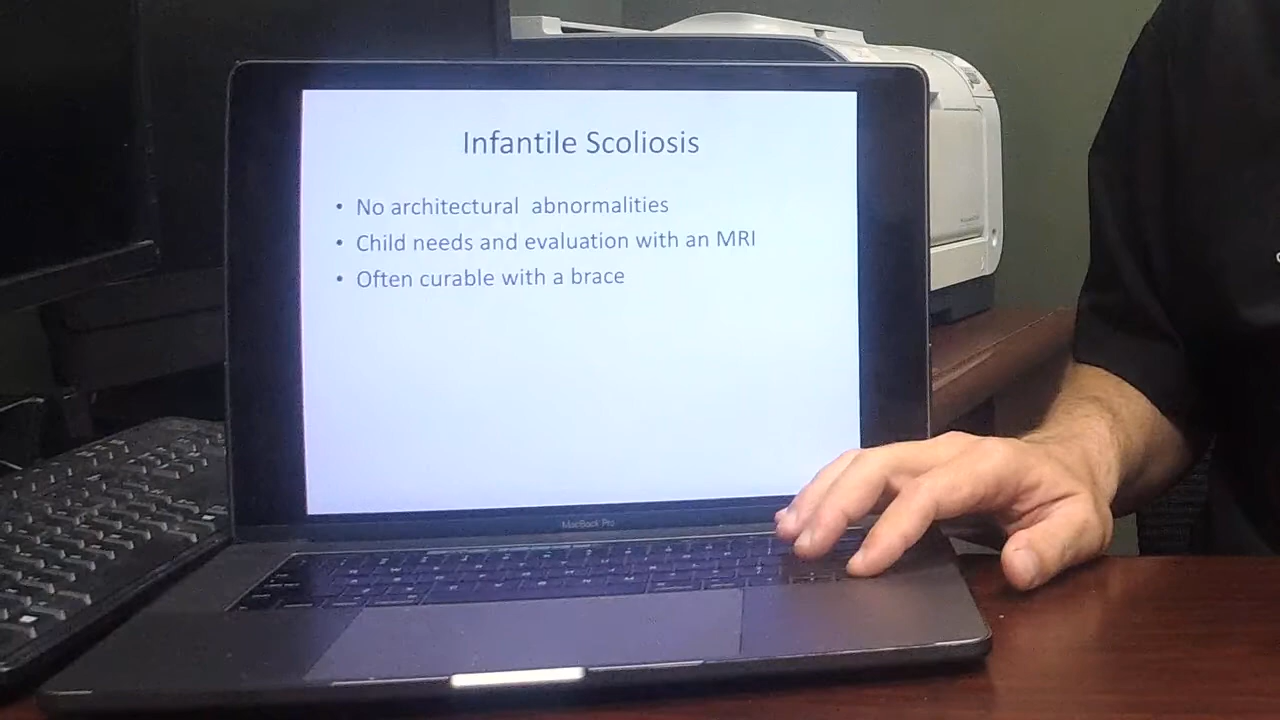 Infantile Scoliosis
• No architectural abnormalities
• Child needs and evaluation with an MRI
• Often curable with a brace
MacBook Pro